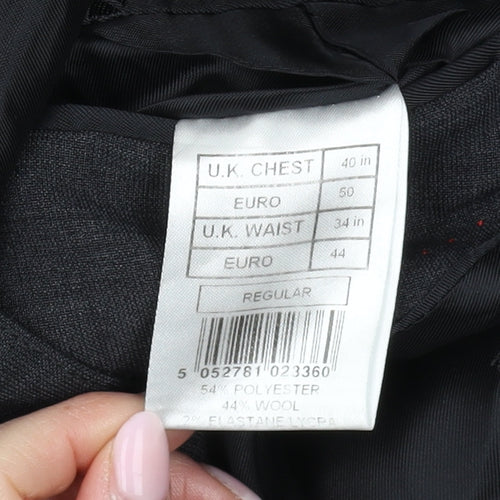 U.K. CHEST 40 in
EURO 50
U.K. WAIST 34 in
EURO 44
REGULAR
5 052781 023360
54% POLYESTER
44% WOOL
2% ELASTANE LYCRA